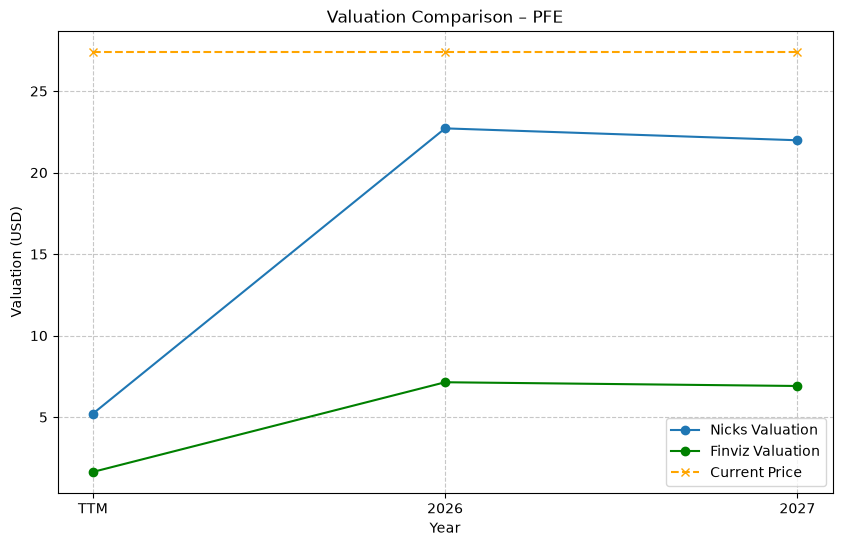 Valuation Comparison – PFE
Valuation (USD)
25
20
15
10
5
TTM
2026
2027
Year
Nicks Valuation
Finviz Valuation
Current Price